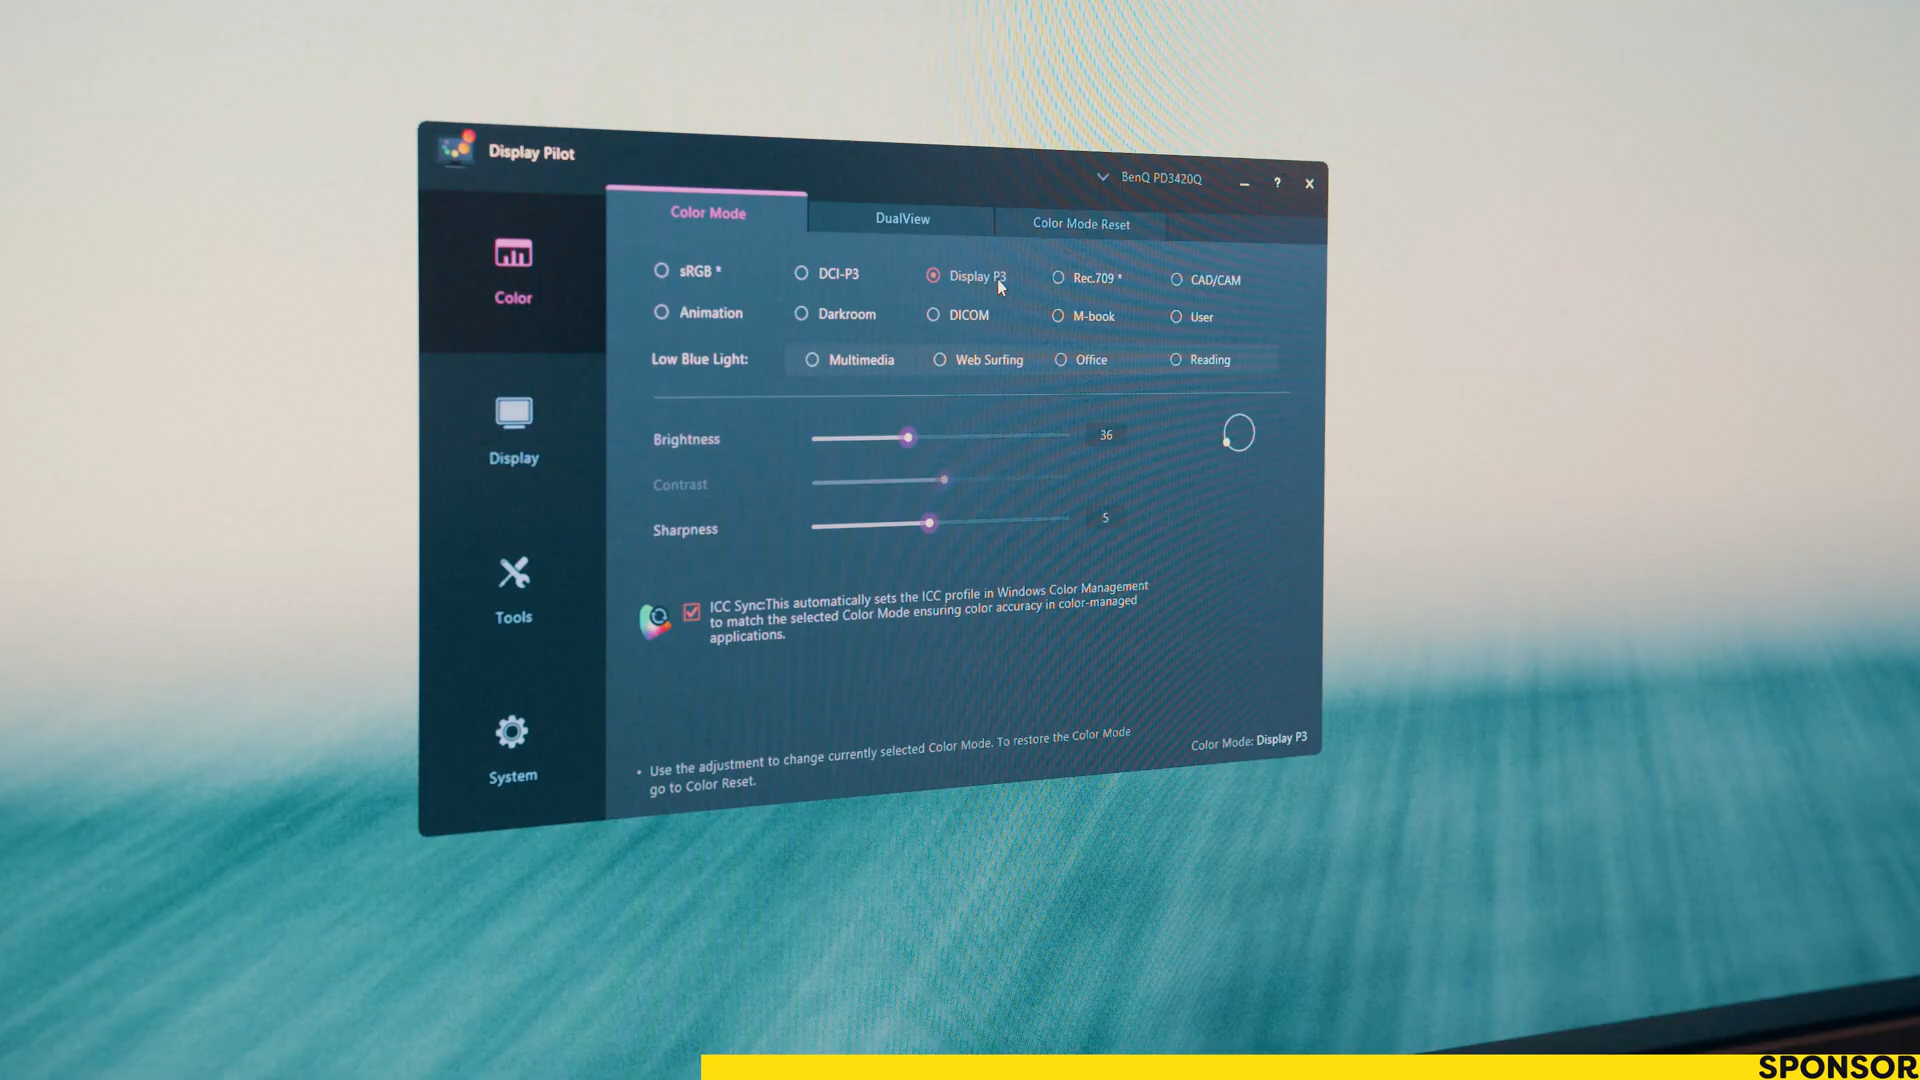 Display Pilot
BenQ PD3420Q
?
Color Mode
DualView
Color Mode Reset
Color
Display
Tools
System
sRGB *
DCI-P3
Display P3
Rec.709 *
CAD/CAM
Animation
Darkroom
DICOM
M-book
User
Low Blue Light:
Multimedia
Web Surfing
Office
Reading
Brightness
36
Contrast
Sharpness
5
ICC Sync:This automatically sets the ICC profile in Windows Color Management
to match the selected Color Mode ensuring color accuracy in color-managed
applications.
• Use the adjustment to change currently selected Color Mode. To restore the Color Mode
go to Color Reset.
Color Mode: Display P3
SPONSOR